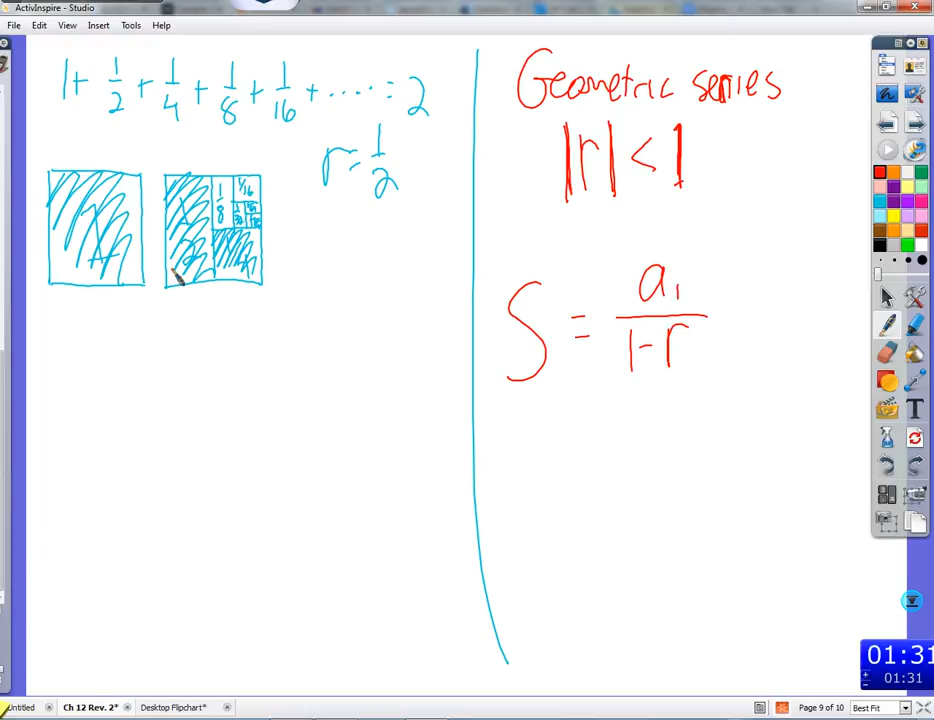 ActivInspire - Studio
File Edit View Insert Tools Help
1 + 1/2 + 1/4 + 1/8 + 1/16 + ..... = 2
r = 1/2
1/8 1/16
Geometric series
|r| < 1
S = a₁/1-r
01:31
01:31
Untitled Ch 12 Rev. 2* Desktop Flipchart* Page 9 of 10 Best Fit